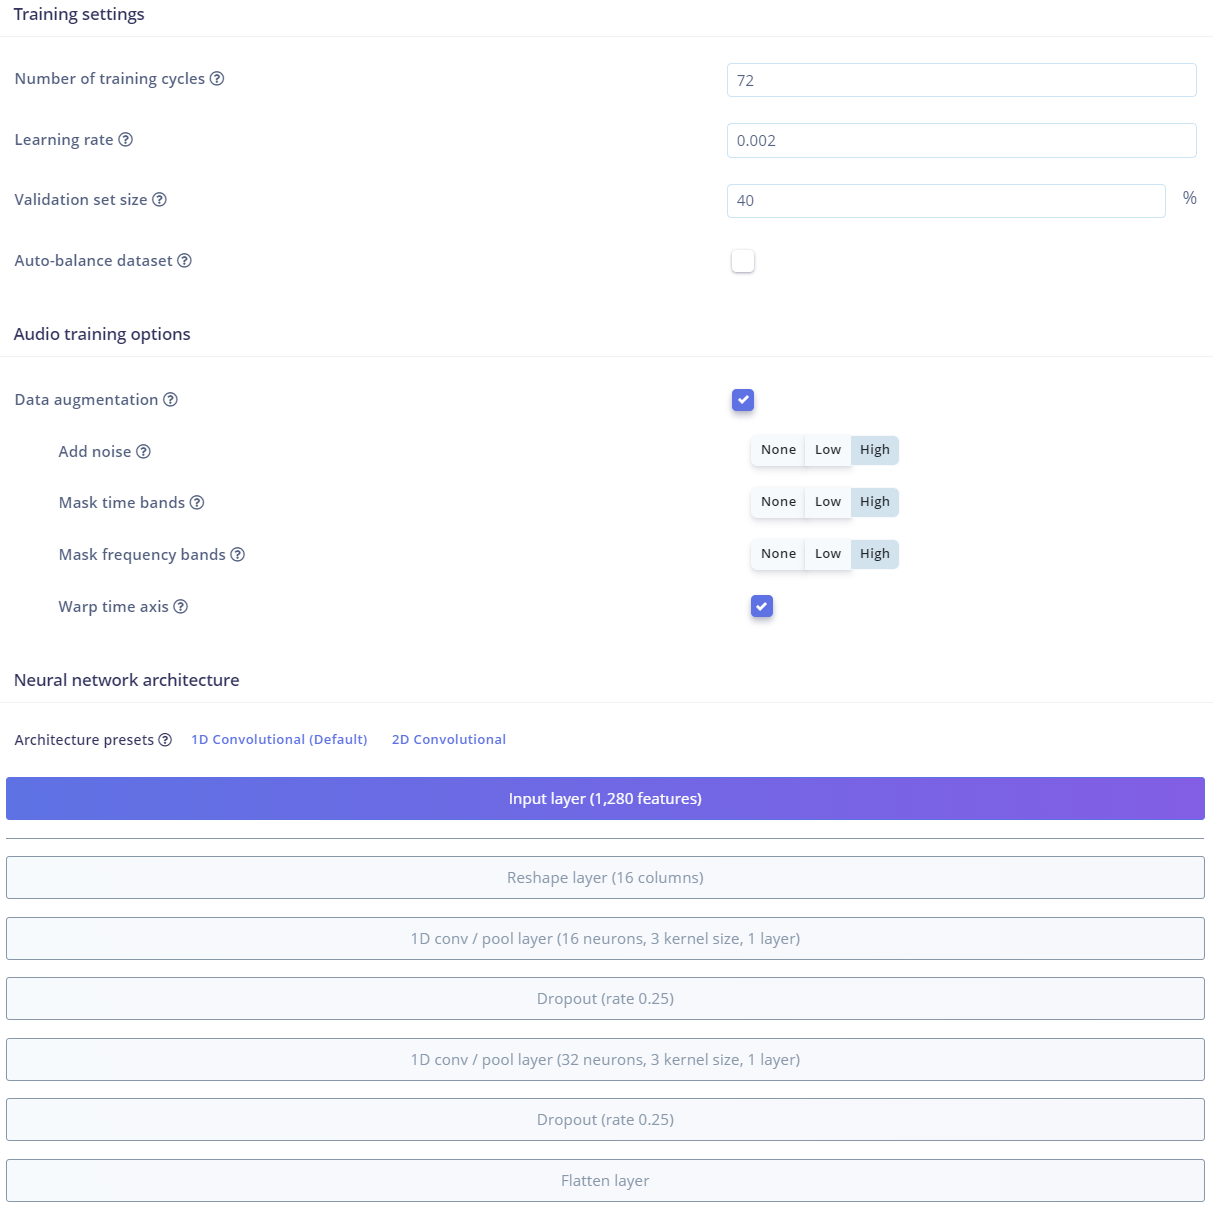 Training settings
Number of training cycles
72
Learning rate
0.002
Validation set size
40 %
Auto-balance dataset
Audio training options
Data augmentation
Add noise
None Low High
Mask time bands
None Low High
Mask frequency bands
None Low High
Warp time axis
Neural network architecture
Architecture presets 1D Convolutional (Default) 2D Convolutional
Input layer (1,280 features)
Reshape layer (16 columns)
1D conv / pool layer (16 neurons, 3 kernel size, 1 layer)
Dropout (rate 0.25)
1D conv / pool layer (32 neurons, 3 kernel size, 1 layer)
Dropout (rate 0.25)
Flatten layer